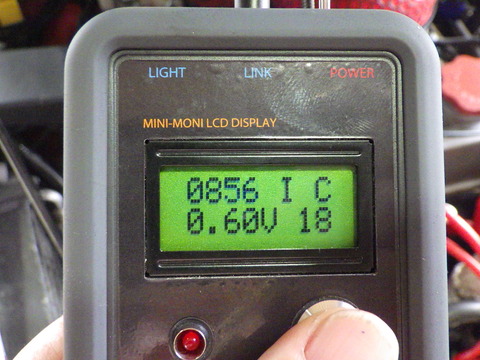 LIGHT LINK POWER
MINI-MONI LCD DISPLAY
0856 I C
0.60V 18